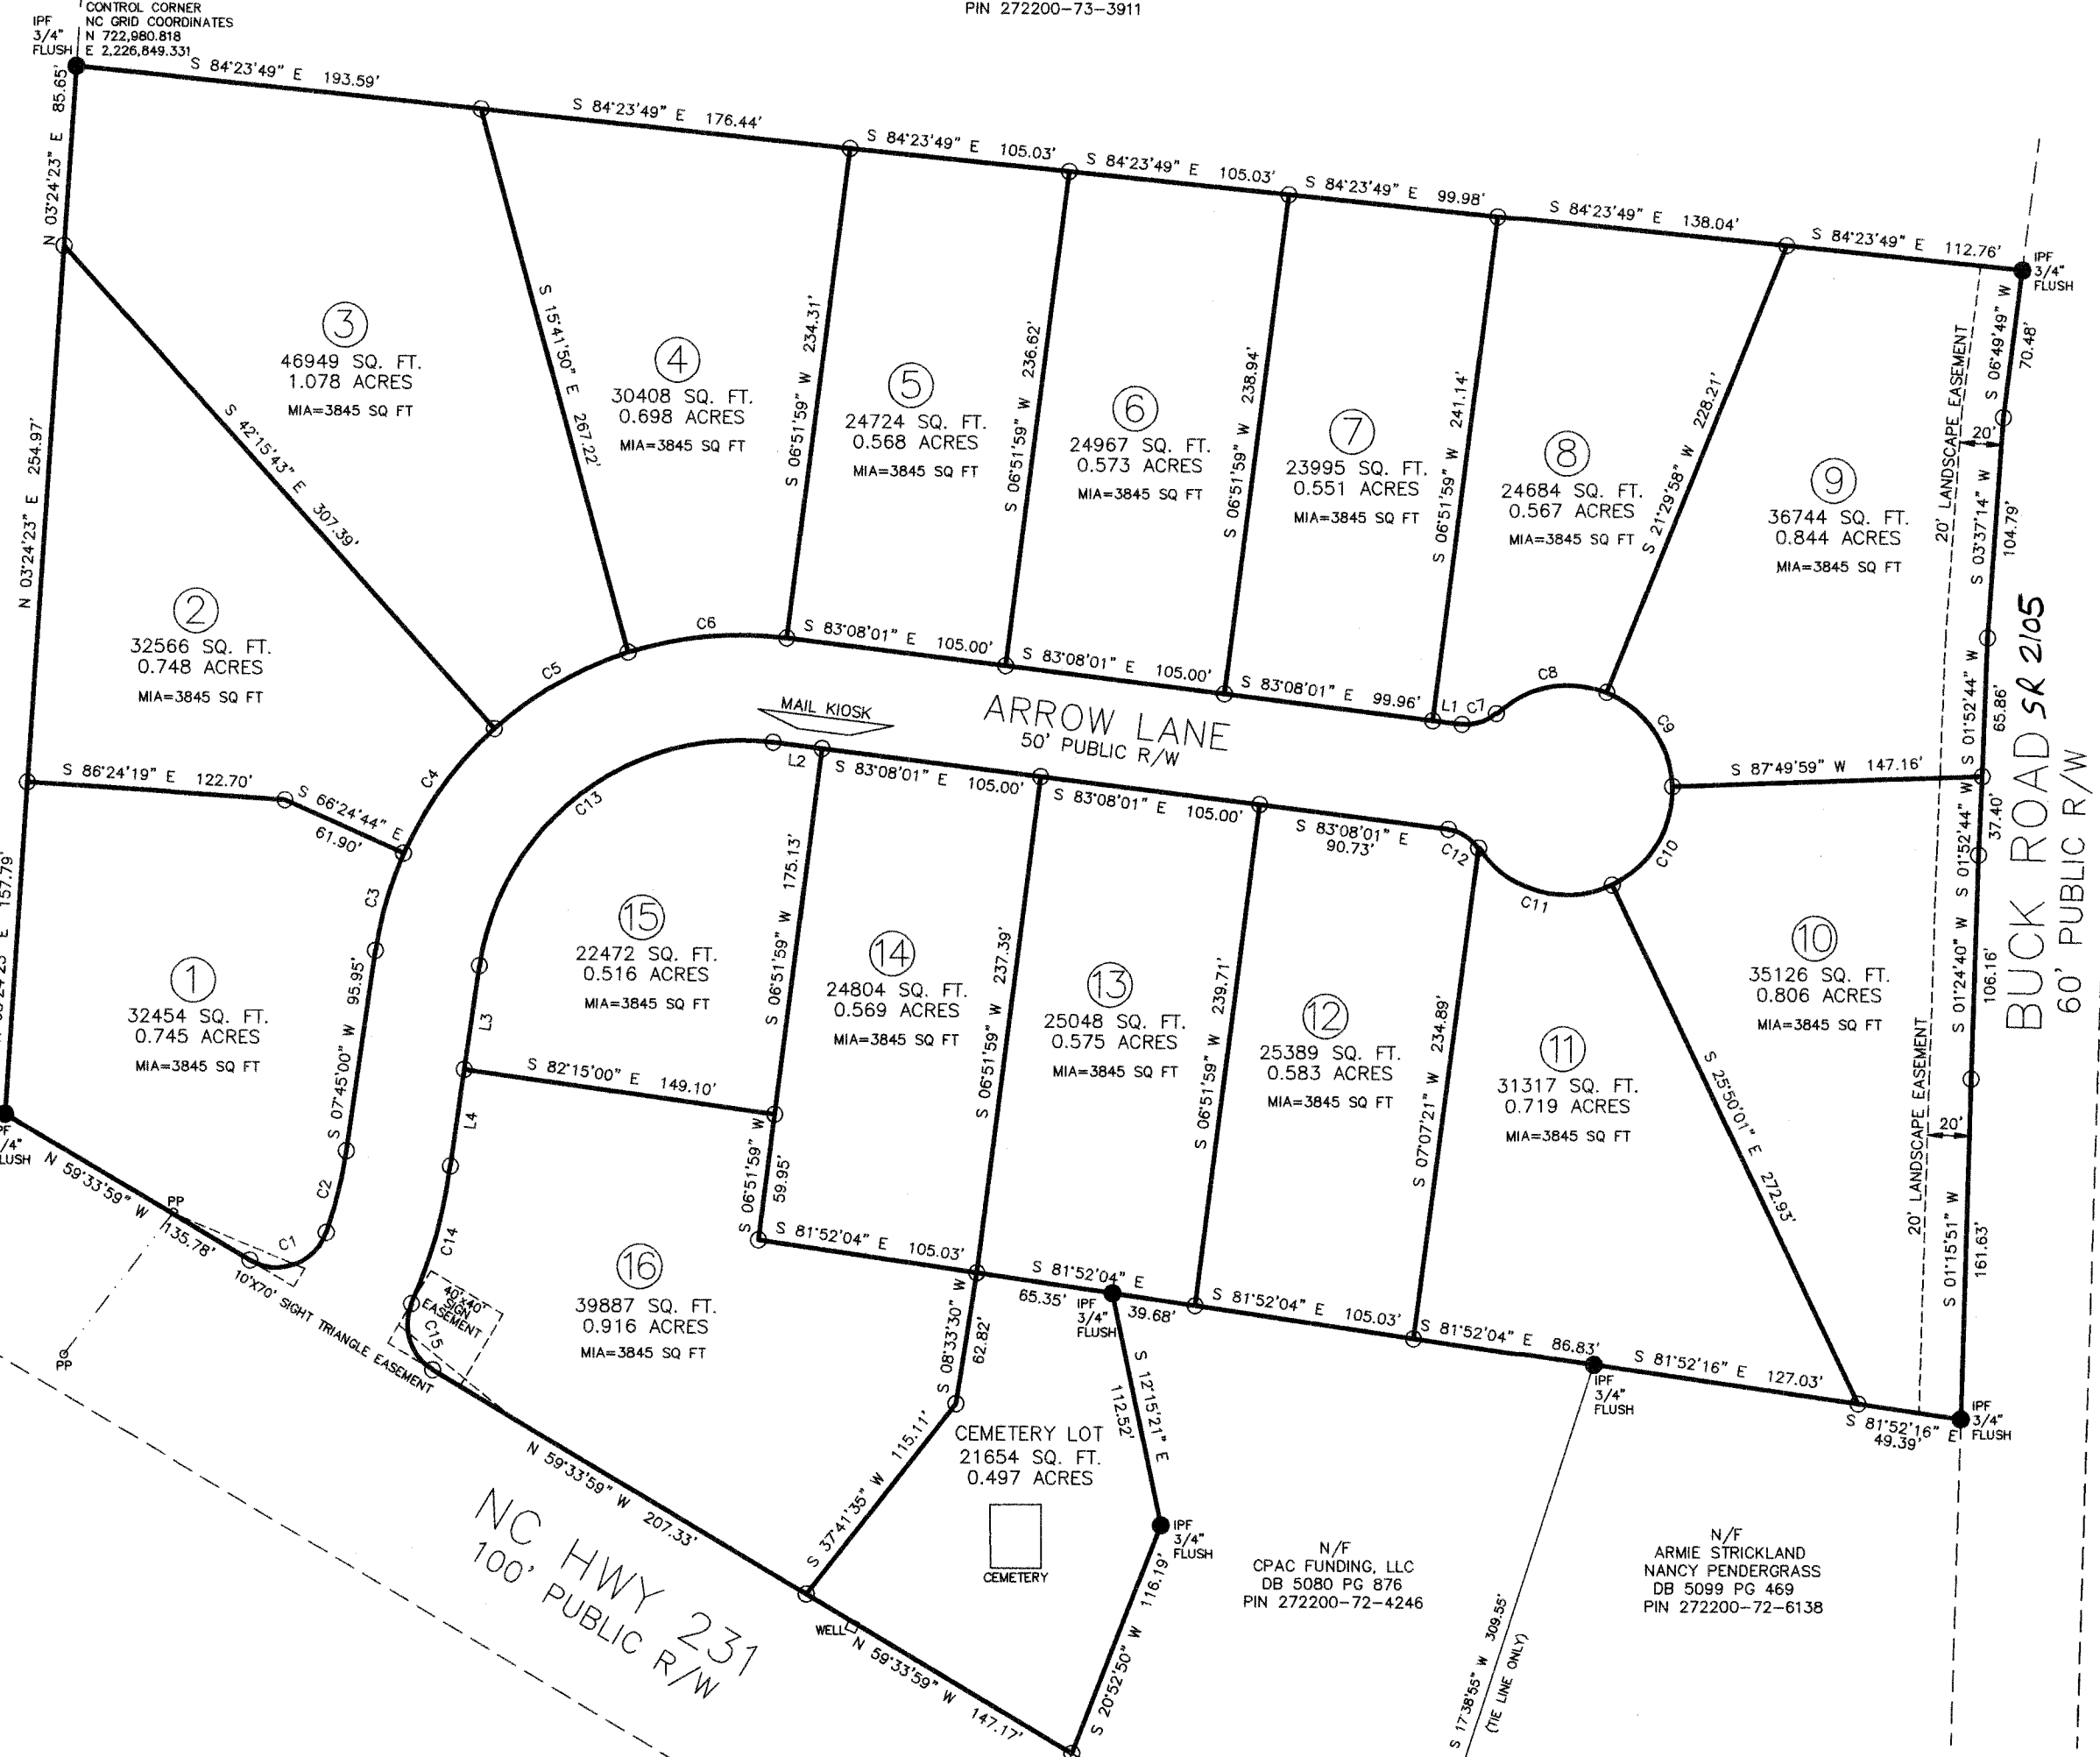 CONTROL CORNER
NC GRID COORDINATES
N 722,980.818
E 2,226,849.331
IPF
3/4"
FLUSH
PIN 272200-73-3911
S 84°23'49" E 193.59'
S 84°23'49" E 176.44'
S 84°23'49" E 105.03'
S 84°23'49" E 105.03'
S 84°23'49" E 99.98'
S 84°23'49" E 138.04'
S 84°23'49" E 112.76'
IPF
3/4"
FLUSH
N 03°24'23" E 85.65'
N 03°24'23" E 254.97'
157.79'
3
46949 SQ. FT.
1.078 ACRES
MIA=3845 SQ FT
S 15°41'50" E 267.22'
4
30408 SQ. FT.
0.698 ACRES
MIA=3845 SQ FT
S 06°51'59" W 234.31'
5
24724 SQ. FT.
0.568 ACRES
MIA=3845 SQ FT
S 06°51'59" W 236.62'
6
24967 SQ. FT.
0.573 ACRES
MIA=3845 SQ FT
S 06°51'59" W 238.94'
7
23995 SQ. FT.
0.551 ACRES
MIA=3845 SQ FT
S 06°51'59" W 241.14'
8
24684 SQ. FT.
0.567 ACRES
MIA=3845 SQ FT
S 21°29'58" W 228.21'
9
36744 SQ. FT.
0.844 ACRES
MIA=3845 SQ FT
20' LANDSCAPE EASEMENT
20'
S 06°49'49" W
70.48'
S 03°37'14" W
104.79'
S 01°52'44" W
65.86'
S 01°52'44" W
37.40'
S 01°24'40" W
106.16'
S 01°15'51" W
161.63'
BUCK ROAD SR 2105
60' PUBLIC R/W
S 42°15'43" E 307.39'
2
32566 SQ. FT.
0.748 ACRES
MIA=3845 SQ FT
S 86°24'19" E 122.70'
S 66°24'44" E
61.90'
C4
C5
C6
S 83°08'01" E 105.00'
S 83°08'01" E 105.00'
S 83°08'01" E 99.96'
L1
C7
C8
C9
C10
C11
C12
MAIL KIOSK
ARROW LANE
50' PUBLIC R/W
S 87°49'59" W 147.16'
L2
S 83°08'01" E
105.00'
S 83°08'01" E
105.00'
S 83°08'01" E
90.73'
C13
C3
S 07°45'00" W 95.95'
1
32454 SQ. FT.
0.745 ACRES
MIA=3845 SQ FT
L3
L4
15
22472 SQ. FT.
0.516 ACRES
MIA=3845 SQ FT
S 82°15'00" E 149.10'
S 06°51'59" W 175.13'
S 06°51'59" W
59.95'
14
24804 SQ. FT.
0.569 ACRES
MIA=3845 SQ FT
S 06°51'59" W 237.39'
13
25048 SQ. FT.
0.575 ACRES
MIA=3845 SQ FT
S 06°51'59" W 239.71'
12
25389 SQ. FT.
0.583 ACRES
MIA=3845 SQ FT
S 07°07'21" W 234.89'
11
31317 SQ. FT.
0.719 ACRES
MIA=3845 SQ FT
S 25°50'01" E 272.93'
10
35126 SQ. FT.
0.806 ACRES
MIA=3845 SQ FT
20' LANDSCAPE EASEMENT
20'
N 59°33'59" W
135.78'
PP
PP
C1
C2
10'X70' SIGHT TRIANGLE EASEMENT
C14
C15
40'x40'
SIGN
EASEMENT
16
39887 SQ. FT.
0.916 ACRES
MIA=3845 SQ FT
S 81°52'04" E 105.03'
S 81°52'04" E
65.35'
39.68'
IPF
3/4"
FLUSH
S 81°52'04" E 105.03'
S 81°52'04" E 86.83'
IPF
3/4"
FLUSH
S 81°52'16" E 127.03'
S 81°52'16" E
49.39'
IPF
3/4"
FLUSH
S 08°33'30" W
62.82'
S 12°15'21" E
112.52'
S 37°41'35" W 115.11'
CEMETERY LOT
21654 SQ. FT.
0.497 ACRES
CEMETERY
IPF
3/4"
FLUSH
S 20°52'50" W 116.19'
N 59°33'59" W 207.33'
NC HWY 231
100' PUBLIC R/W
WELL
N 59°33'59" W 147.17'
N/F
CPAC FUNDING, LLC
DB 5080 PG 876
PIN 272200-72-4246
S 17°38'55" W 309.55'
(TIE LINE ONLY)
N/F
ARMIE STRICKLAND
NANCY PENDERGRASS
DB 5099 PG 469
PIN 272200-72-6138